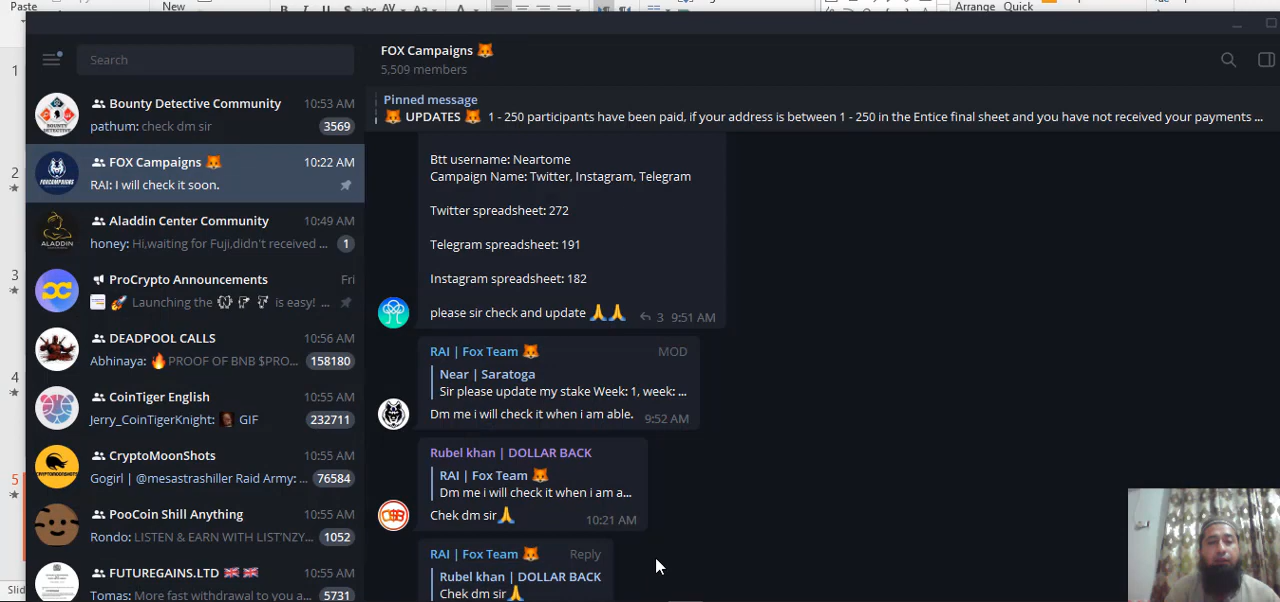 Paste
New
B I U S abc AV
Arrange Quick
1
2
3
4
5
Slid
Search
Bounty Detective Community 10:53 AM
pathum: check dm sir 3569
FOX Campaigns 🦊 10:22 AM
RAI: I will check it soon.
Aladdin Center Community 10:49 AM
honey: Hi,waiting for Fuji,didn't received ... 1
ProCrypto Announcements Fri
🚀 Launching the is easy! ...
DEADPOOL CALLS 10:56 AM
Abhinaya: 🔥PROOF OF BNB $PRO... 158180
CoinTiger English 10:55 AM
Jerry_CoinTigerKnight: GIF 232711
CryptoMoonShots 10:55 AM
Gogirl | @mesastrashiller Raid Army: ... 76584
PooCoin Shill Anything 10:55 AM
Rondo: LISTEN & EARN WITH LIST'NZY... 1052
FUTUREGAINS.LTD 🇬🇧 🇬🇧 10:55 AM
Tomas: More fast withdrawal to you a... 5731
FOX Campaigns 🦊
5,509 members
Pinned message
🦊 UPDATES 🦊 1 - 250 participants have been paid, if your address is between 1 - 250 in the Entice final sheet and you have not received your payments ...
Btt username: Neartome
Campaign Name: Twitter, Instagram, Telegram
Twitter spreadsheet: 272
Telegram spreadsheet: 191
Instagram spreadsheet: 182
please sir check and update 🙏🙏 3 9:51 AM
RAI | Fox Team 🦊 MOD
Near | Saratoga
Sir please update my stake Week: 1, week: ...
Dm me i will check it when i am able. 9:52 AM
Rubel khan | DOLLAR BACK
RAI | Fox Team 🦊
Dm me i will check it when i am a...
Chek dm sir🙏 10:21 AM
RAI | Fox Team 🦊 Reply
Rubel khan | DOLLAR BACK
Chek dm sir🙏